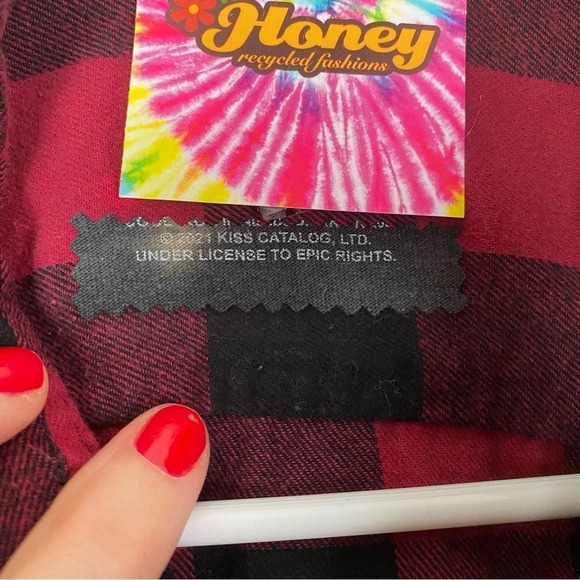 Honey
recycled fashions
© 2021 KISS CATALOG, LTD.
UNDER LICENSE TO EPIC RIGHTS.